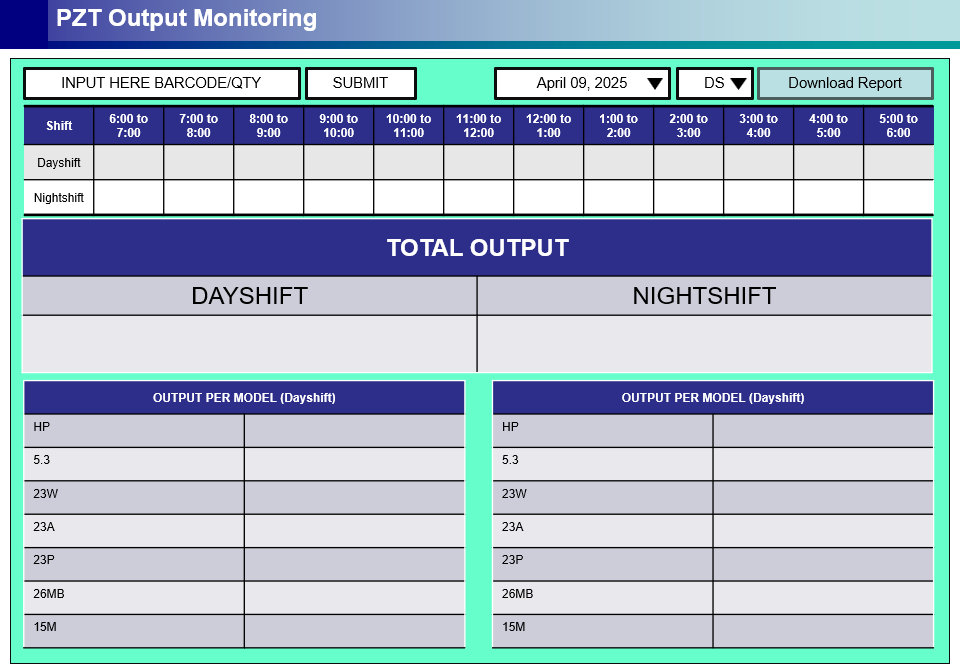 PZT Output Monitoring
INPUT HERE BARCODE/QTY SUBMIT April 09, 2025 DS Download Report
Shift 6:00 to 7:00 7:00 to 8:00 8:00 to 9:00 9:00 to 10:00 10:00 to 11:00 11:00 to 12:00 12:00 to 1:00 1:00 to 2:00 2:00 to 3:00 3:00 to 4:00 4:00 to 5:00 5:00 to 6:00
Dayshift
Nightshift
TOTAL OUTPUT
DAYSHIFT NIGHTSHIFT
OUTPUT PER MODEL (Dayshift)
HP
5.3
23W
23A
23P
26MB
15M
OUTPUT PER MODEL (Dayshift)
HP
5.3
23W
23A
23P
26MB
15M